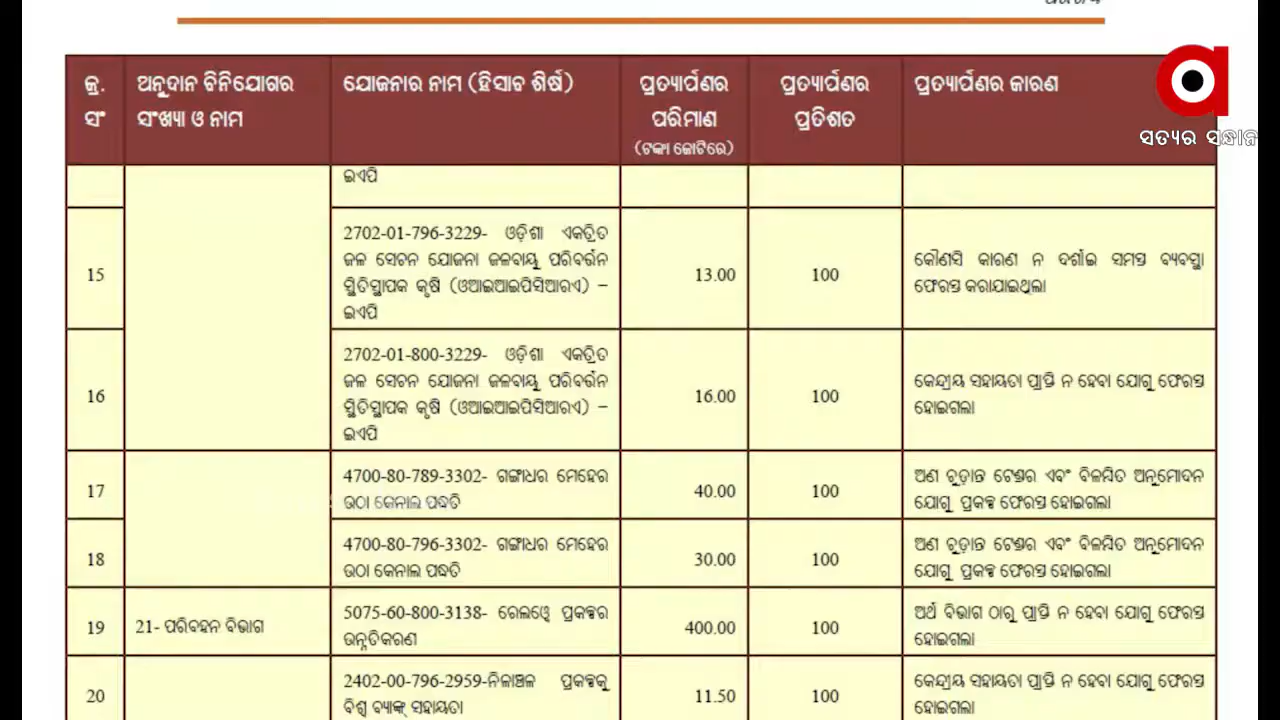 କ୍ର. ସଂ
ଅନୁଦାନ ବିନିଯୋଗର ସଂଖ୍ୟା ଓ ନାମ
ଯୋଜନାର ନାମ (ହିସାବ ଶିର୍ଷ)
ପ୍ରତ୍ୟାର୍ପଣର ପରିମାଣ (ଟଙ୍କା କୋଟିରେ)
ପ୍ରତ୍ୟାର୍ପଣର ପ୍ରତିଶତ
ପ୍ରତ୍ୟାର୍ପଣର କାରଣ
ସତ୍ୟର ସନ୍ଧାନ
ଇଏପି
15
2702-01-796-3229- ଓଡ଼ିଶା ଏକତ୍ରିତ
ଜଳ ସେଚନ ଯୋଜନା ଜଳବାୟୁ ପରିବର୍ତ୍ତନ
ସ୍ଥିତିସ୍ଥାପକ କୃଷି (ଓଆଇଆଇପିସିଆରଏ) –
ଇଏପି
13.00
100
କୌଣସି କାରଣ ନ ଦର୍ଶାଇ ସମସ୍ତ ବ୍ୟବସ୍ଥା
ଫେରସ୍ତ କରାଯାଇଥିଲା
16
2702-01-800-3229- ଓଡ଼ିଶା ଏକତ୍ରିତ
ଜଳ ସେଚନ ଯୋଜନା ଜଳବାୟୁ ପରିବର୍ତ୍ତନ
ସ୍ଥିତିସ୍ଥାପକ କୃଷି (ଓଆଇଆଇପିସିଆରଏ) –
ଇଏପି
16.00
100
କେନ୍ଦ୍ରୀୟ ସହାୟତା ପ୍ରାପ୍ତି ନ ହେବା ଯୋଗୁ ଫେରସ୍ତ
ହୋଇଗଲା
17
4700-80-789-3302- ଗଙ୍ଗାଧର ମେହେର
ଉଠା କେନାଲ ପଦ୍ଧତି
40.00
100
ଅଣ ଚୁଡ଼ାନ୍ତ ଟେଣ୍ଡର ଏବଂ ବିଳମ୍ବିତ ଅନୁମୋଦନ
ଯୋଗୁ ପ୍ରକଳ୍ପ ଫେରସ୍ତ ହୋଇଗଲା
18
4700-80-796-3302- ଗଙ୍ଗାଧର ମେହେର
ଉଠା କେନାଲ ପଦ୍ଧତି
30.00
100
ଅଣ ଚୁଡ଼ାନ୍ତ ଟେଣ୍ଡର ଏବଂ ବିଳମ୍ବିତ ଅନୁମୋଦନ
ଯୋଗୁ ପ୍ରକଳ୍ପ ଫେରସ୍ତ ହୋଇଗଲା
19
21- ପରିବହନ ବିଭାଗ
5075-60-800-3138- ରେଲୱେ ପ୍ରକଳ୍ପର
ଉନ୍ନତିକରଣ
400.00
100
ଅର୍ଥ ବିଭାଗ ଠାରୁ ପ୍ରାପ୍ତି ନ ହେବା ଯୋଗୁ ଫେରସ୍ତ
ହୋଇଗଲା
20
2402-00-796-2959-ନିଳାଞ୍ଚଳ ପ୍ରକଳ୍ପକୁ
ବିଶ୍ୱ ବ୍ୟାଙ୍କ୍ ସହାୟତା
11.50
100
କେନ୍ଦ୍ରୀୟ ସହାୟତା ପ୍ରାପ୍ତି ନ ହେବା ଯୋଗୁ ଫେରସ୍ତ
ହୋଇଗଲା